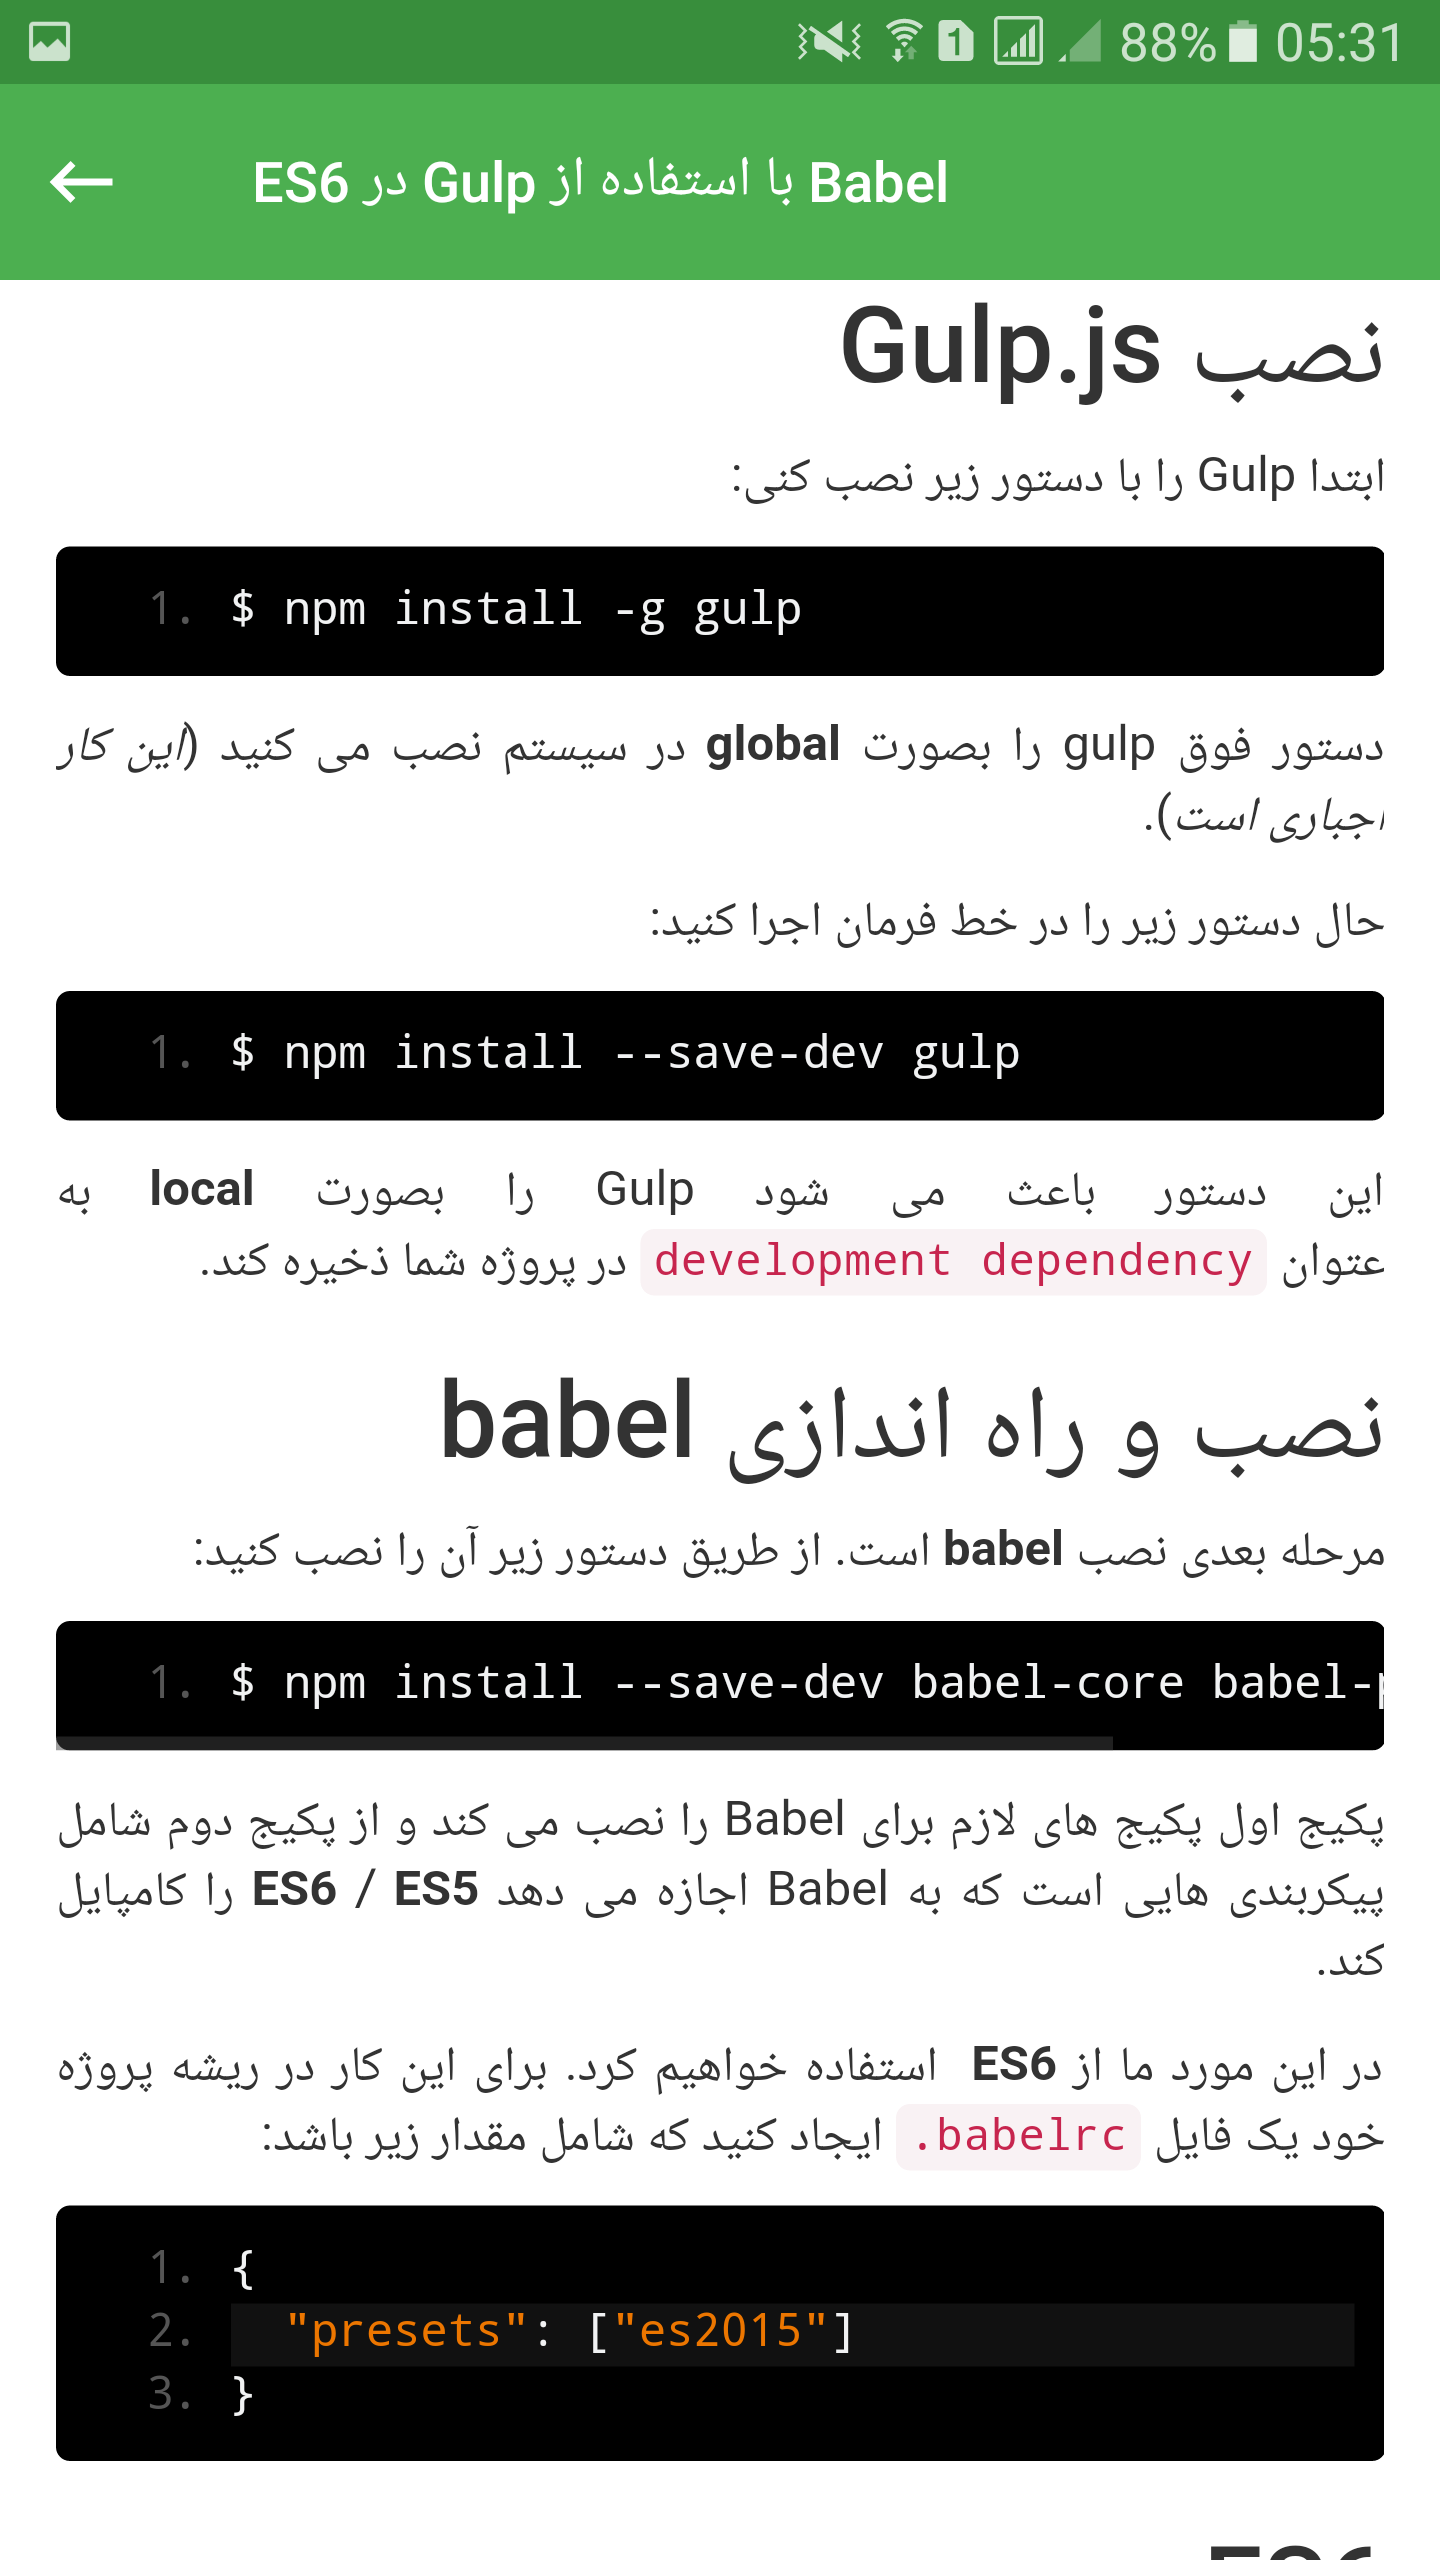 88% 05:31
ES6 در Gulp با استفاده از Babel
نصب Gulp.js
ابتدا Gulp را با دستور زیر نصب کنی:
1. $ npm install -g gulp
دستور فوق gulp را بصورت global در سیستم نصب می کنید (این کار
اجباری است).
حال دستور زیر را در خط فرمان اجرا کنید:
1. $ npm install --save-dev gulp
این دستور باعث می شود Gulp را بصورت local به
عتوان development dependency در پروژه شما ذخیره کند.
نصب و راه اندازی babel
مرحله بعدی نصب babel است. از طریق دستور زیر آن را نصب کنید:
1. $ npm install --save-dev babel-core babel-p
پکیج اول پکیج های لازم برای Babel را نصب می کند و از پکیج دوم شامل
پیکربندی هایی است که به Babel اجازه می دهد ES6 / ES5 را کامپایل
کند.
در این مورد ما از ES6 استفاده خواهیم کرد. برای این کار در ریشه پروژه
خود یک فایل .babelrc ایجاد کنید که شامل مقدار زیر باشد:
1. {
2. "presets": ["es2015"]
3. }
ES6